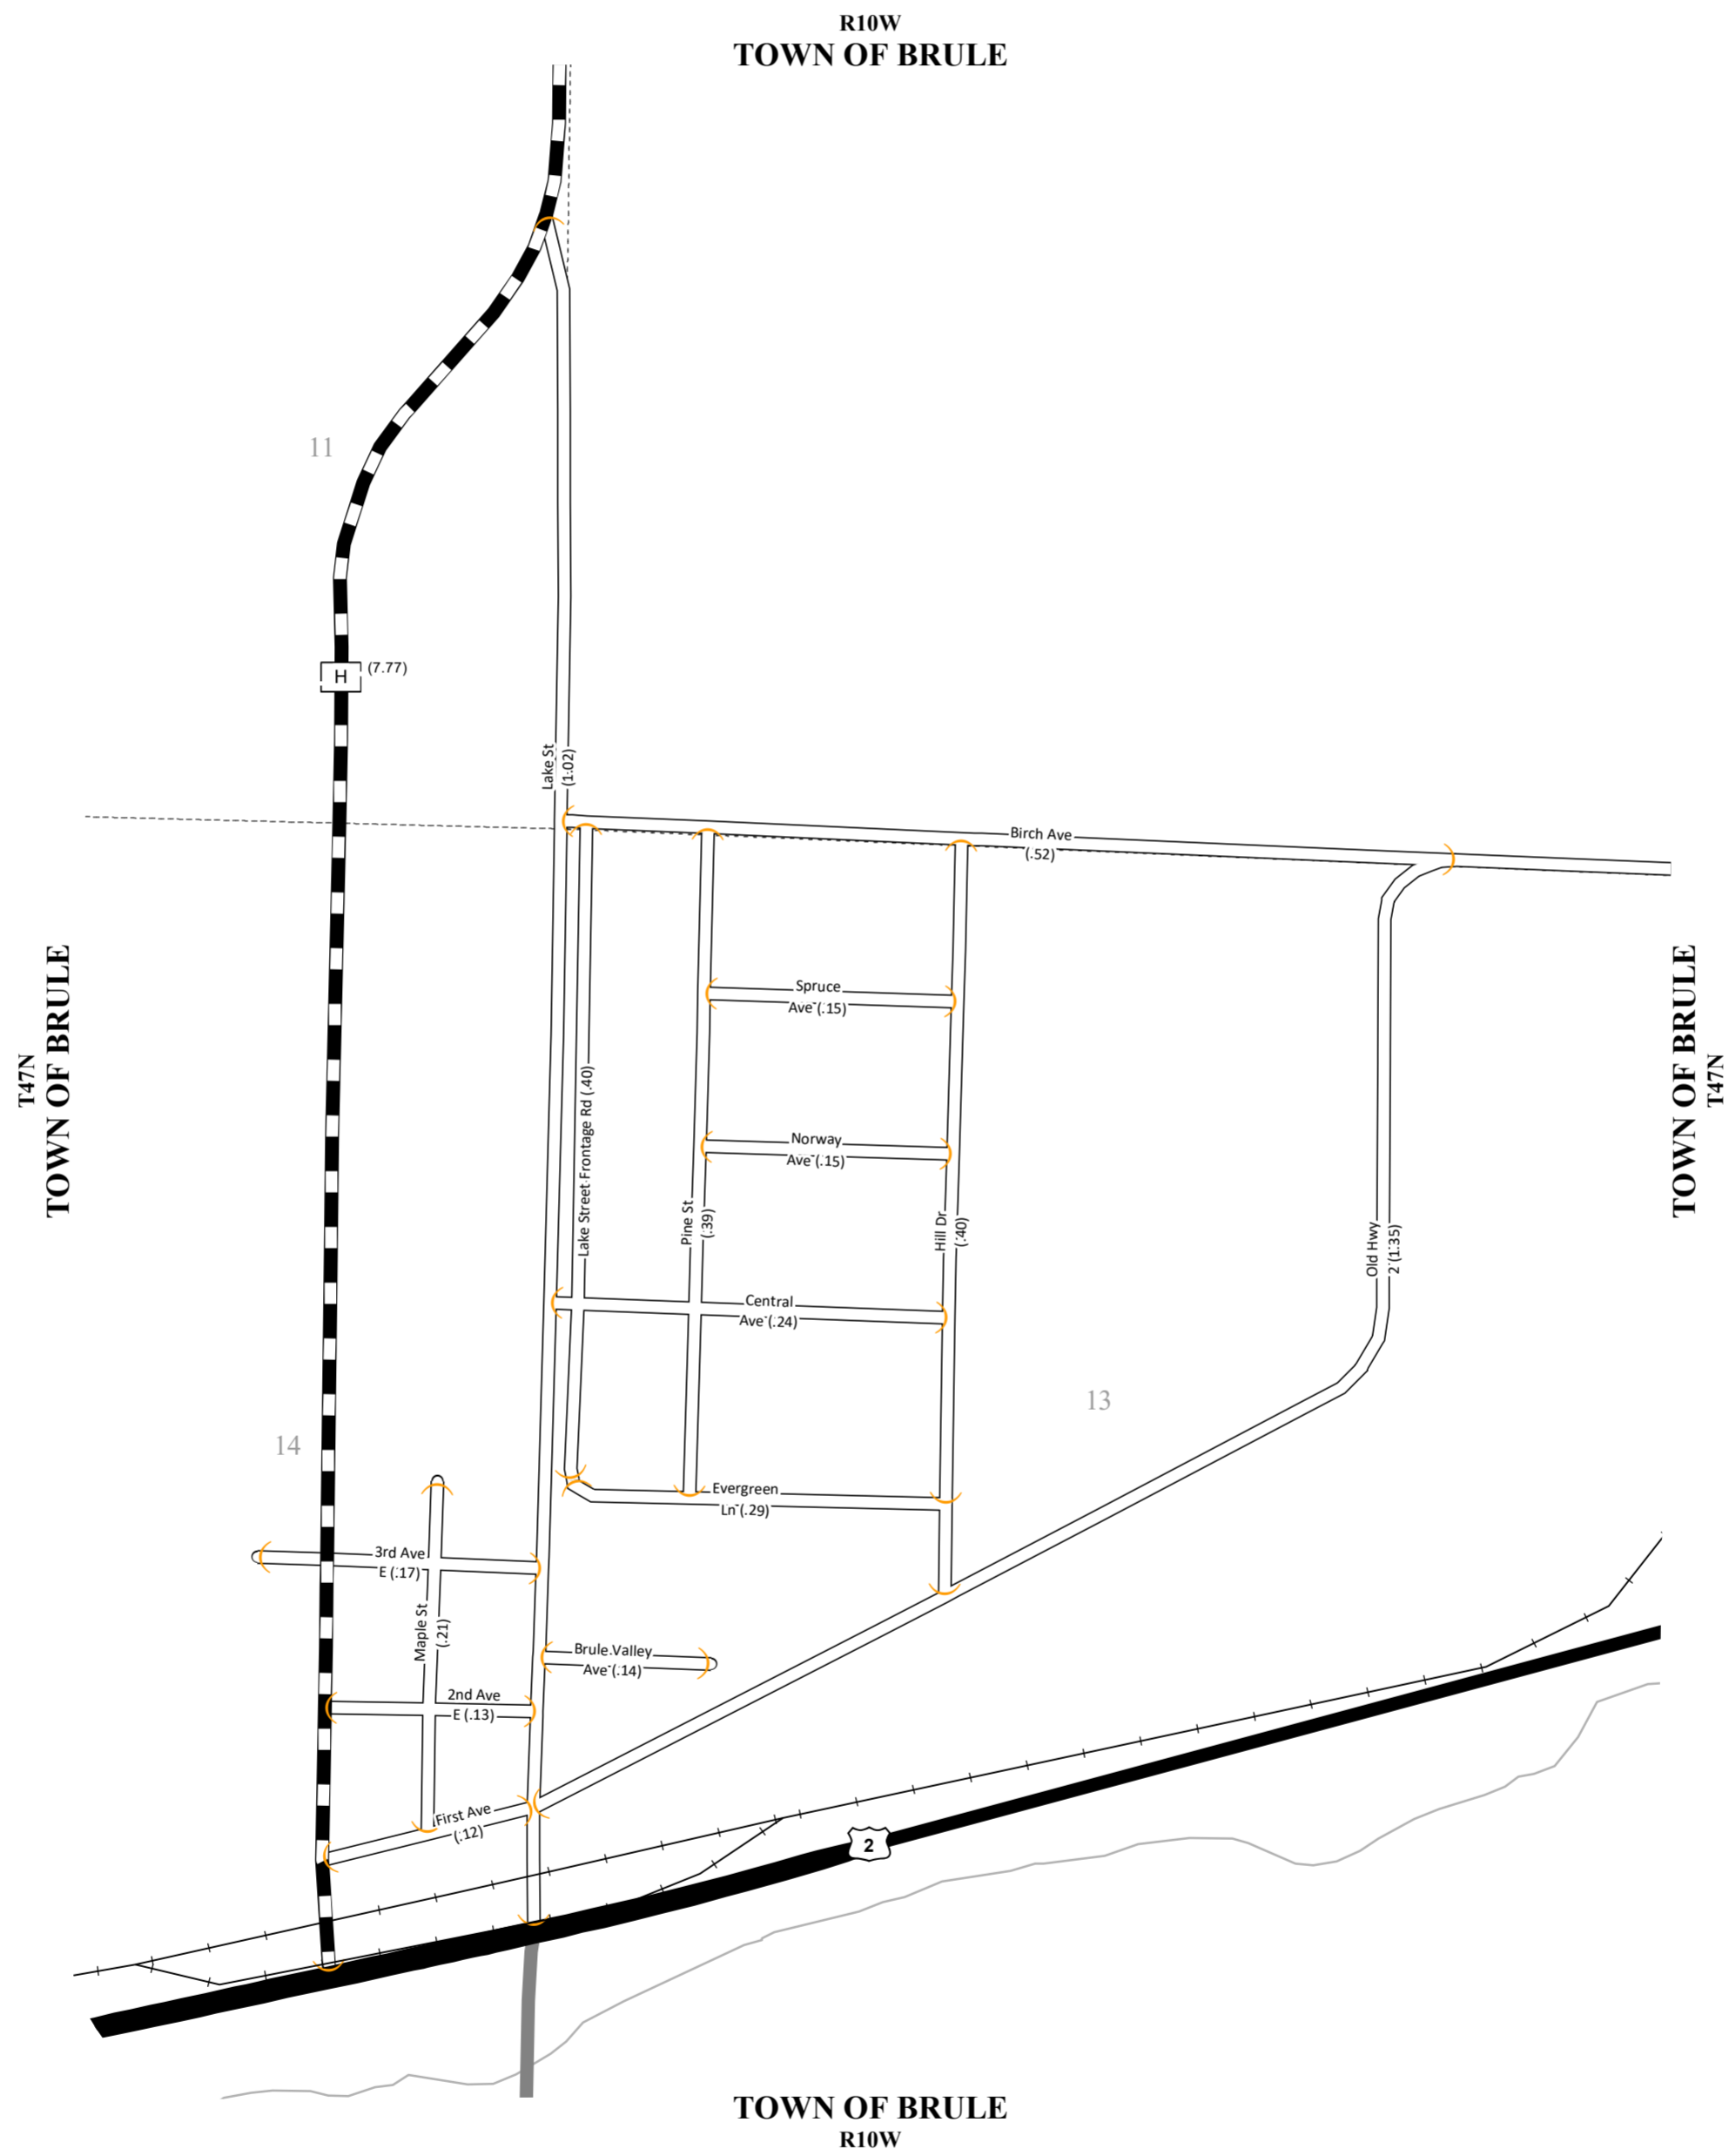 R10W
TOWN OF BRULE
11
H
(7.77)
Lake St
(1.02)
Birch Ave
(.52)
T47N
TOWN OF BRULE
TOWN OF BRULE
T47N
Spruce
Ave (.15)
Lake Street Frontage Rd (.40)
Norway
Ave (.15)
Pine St
(.39)
Hill Dr
(.40)
Old Hwy
2 (1.35)
Central
Ave (.24)
13
14
Evergreen
Ln (.29)
3rd Ave
E (.17)
Maple St
(.21)
Brule Valley
Ave (.14)
2nd Ave
E (.13)
First Ave
(.12)
2
TOWN OF BRULE
R10W